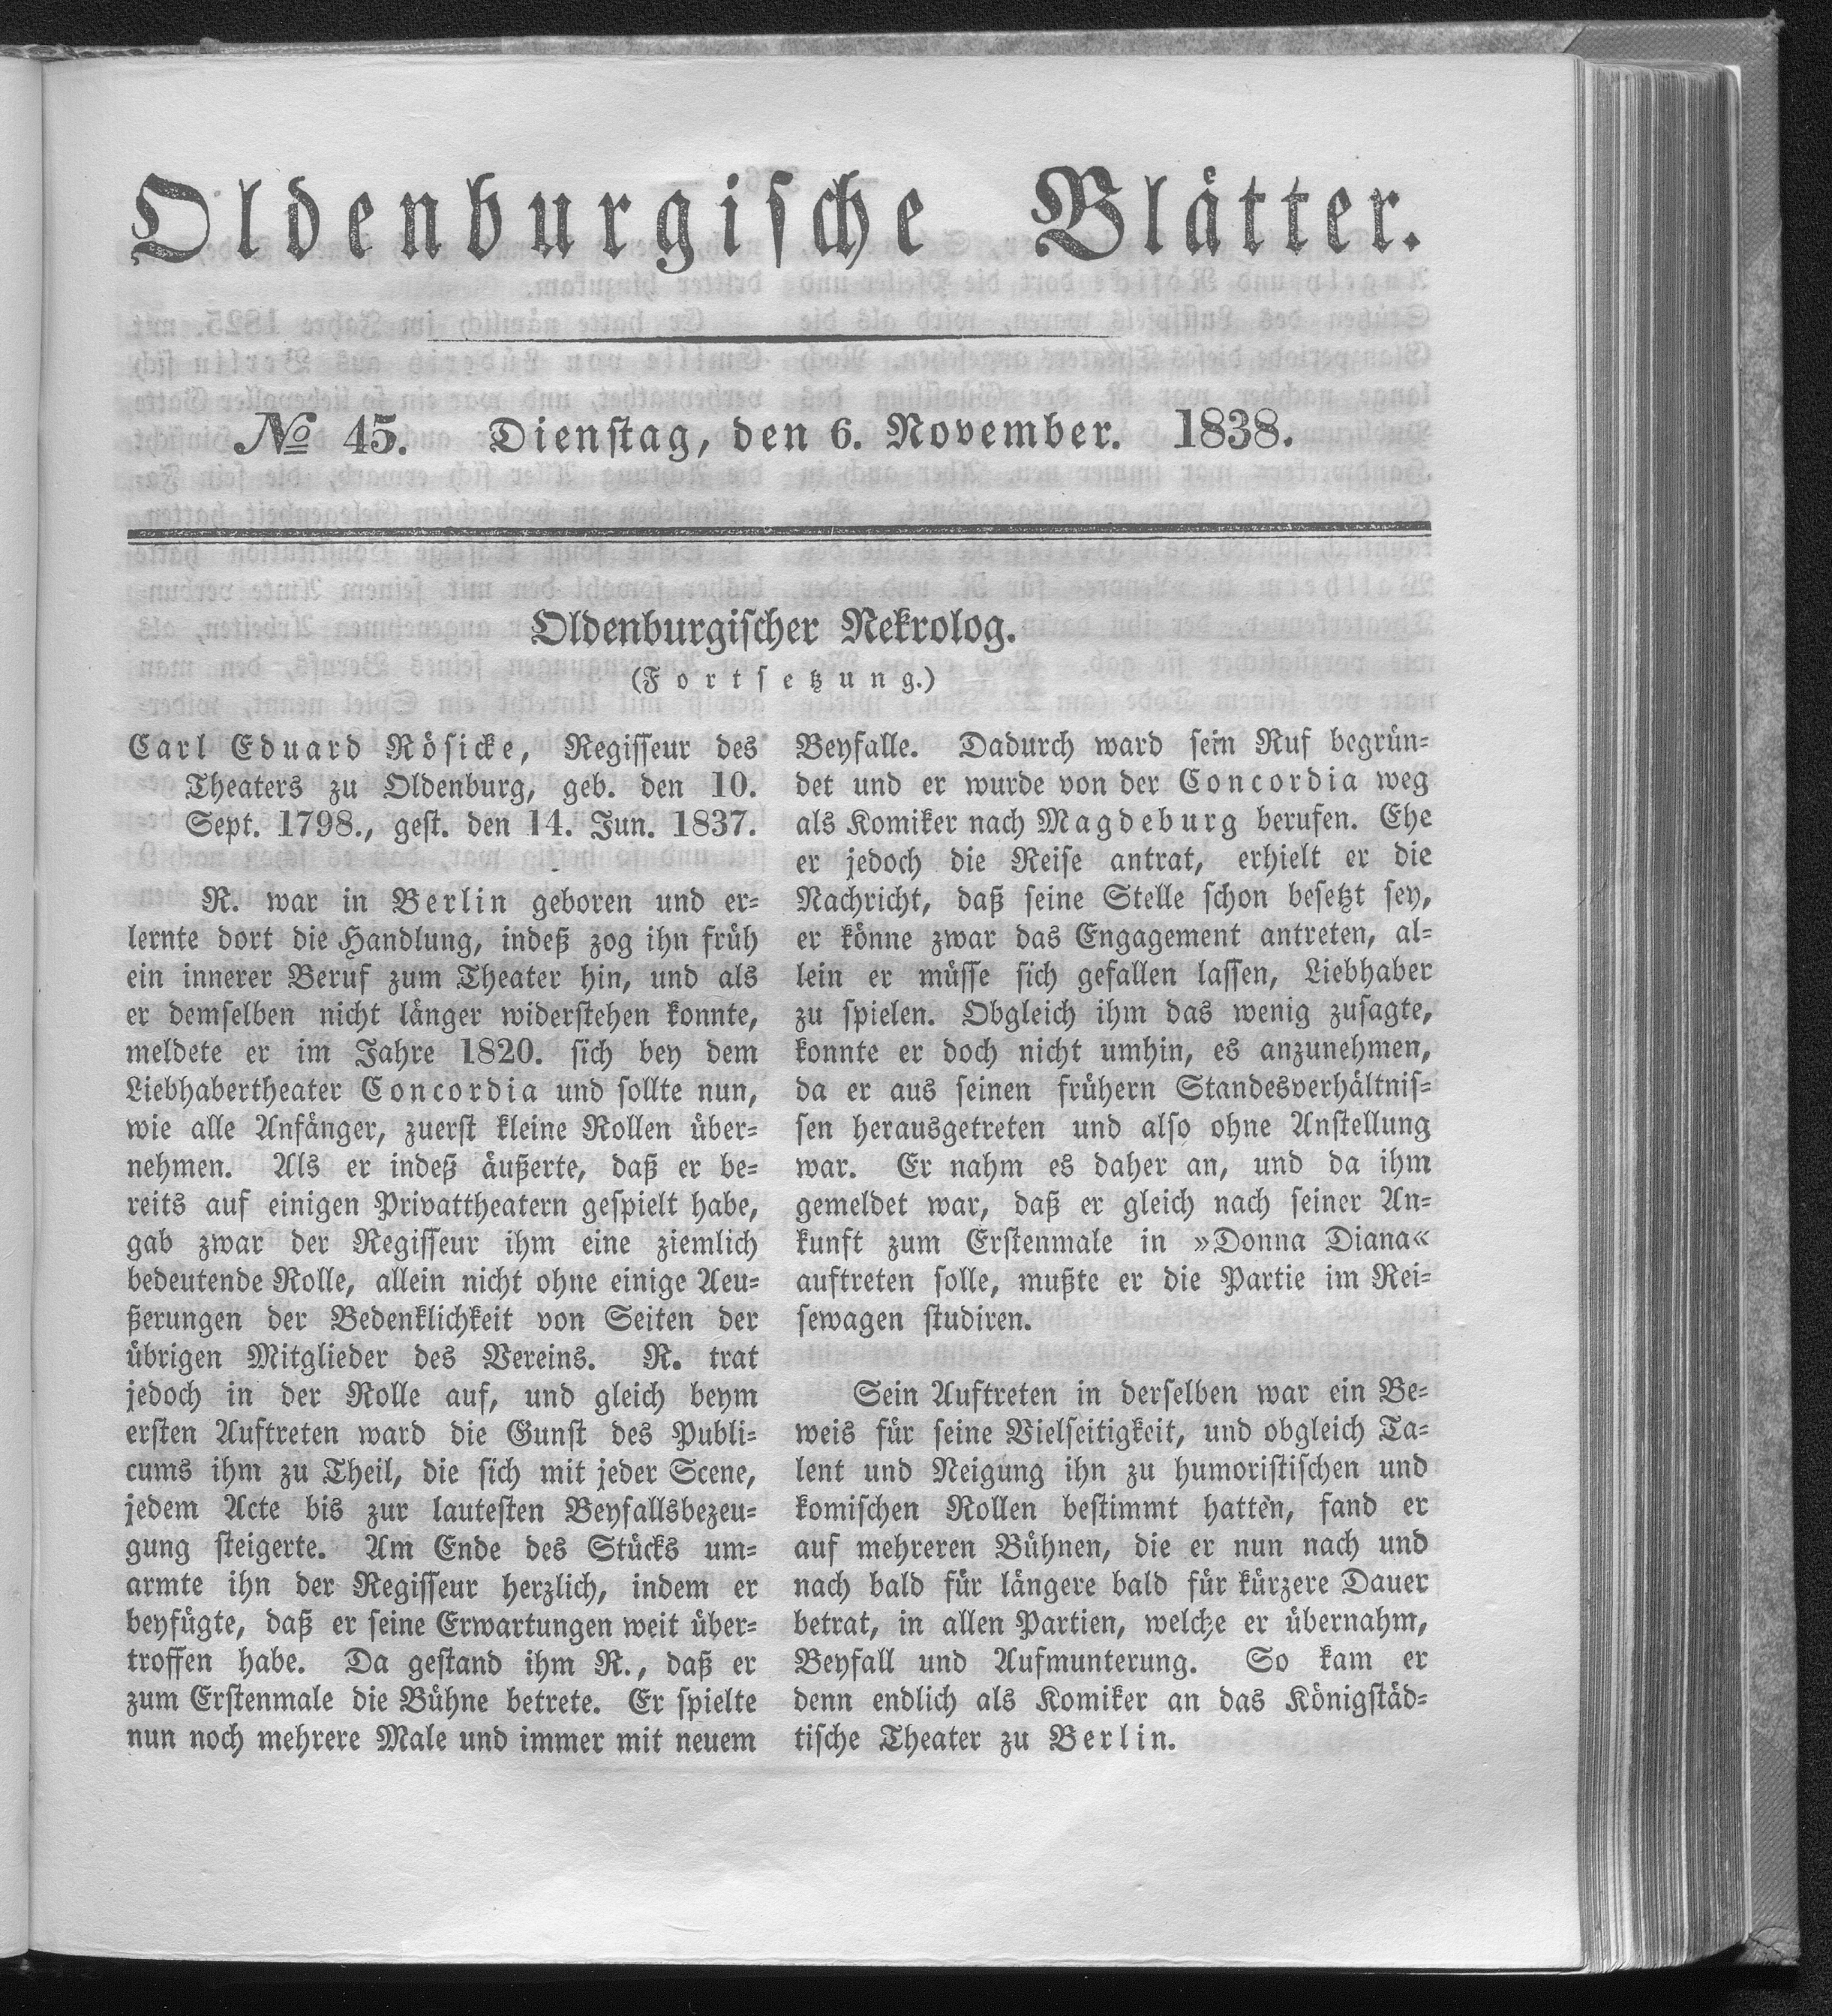 Oldenburgische Blätter.
No 45. Dienstag, den 6. November. 1838.
Oldenburgischer Nekrolog.
(Fortsetzung.)
Carl Eduard Rösicke, Regisseur des
Theaters zu Oldenburg, geb. den 10.
Sept. 1798., gest. den 14. Jun. 1837.
R. war in Berlin geboren und er-
lernte dort die Handlung, indeß zog ihn früh
ein innerer Beruf zum Theater hin, und als
er demselben nicht länger widerstehen konnte,
meldete er im Jahre 1820. sich bey dem
Liebhabertheater Concordia und sollte nun,
wie alle Anfänger, zuerst kleine Rollen über-
nehmen. Als er indeß äußerte, daß er be-
reits auf einigen Privattheatern gespielt habe,
gab zwar der Regisseur ihm eine ziemlich
bedeutende Rolle, allein nicht ohne einige Aeu-
ßerungen der Bedenklichkeit von Seiten der
übrigen Mitglieder des Vereins. R. trat
jedoch in der Rolle auf, und gleich beym
ersten Auftreten ward die Gunst des Publi-
cums ihm zu Theil, die sich mit jeder Scene,
jedem Acte bis zur lautesten Beyfallsbezeu-
gung steigerte. Am Ende des Stücks um-
armte ihn der Regisseur herzlich, indem er
beyfügte, daß er seine Erwartungen weit über-
troffen habe. Da gestand ihm R., daß er
zum Erstenmale die Bühne betrete. Er spielte
nun noch mehrere Male und immer mit neuem
Beyfalle. Dadurch ward sein Ruf begrün-
det und er wurde von der Concordia weg
als Komiker nach Magdeburg berufen. Ehe
er jedoch die Reise antrat, erhielt er die
Nachricht, daß seine Stelle schon besetzt sey,
er könne zwar das Engagement antreten, al-
lein er müsse sich gefallen lassen, Liebhaber
zu spielen. Obgleich ihm das wenig zusagte,
konnte er doch nicht umhin, es anzunehmen,
da er aus seinen frühern Standesverhältnis-
sen herausgetreten und also ohne Anstellung
war. Er nahm es daher an, und da ihm
gemeldet war, daß er gleich nach seiner An-
kunft zum Erstenmale in »Donna Diana«
auftreten solle, mußte er die Partie im Rei-
sewagen studiren.
Sein Auftreten in derselben war ein Be-
weis für seine Vielseitigkeit, und obgleich Ta-
lent und Neigung ihn zu humoristischen und
komischen Rollen bestimmt hatten, fand er
auf mehreren Bühnen, die er nun nach und
nach bald für längere bald für kürzere Dauer
betrat, in allen Partien, welche er übernahm,
Beyfall und Aufmunterung. So kam er
denn endlich als Komiker an das Königstäd-
tische Theater zu Berlin.